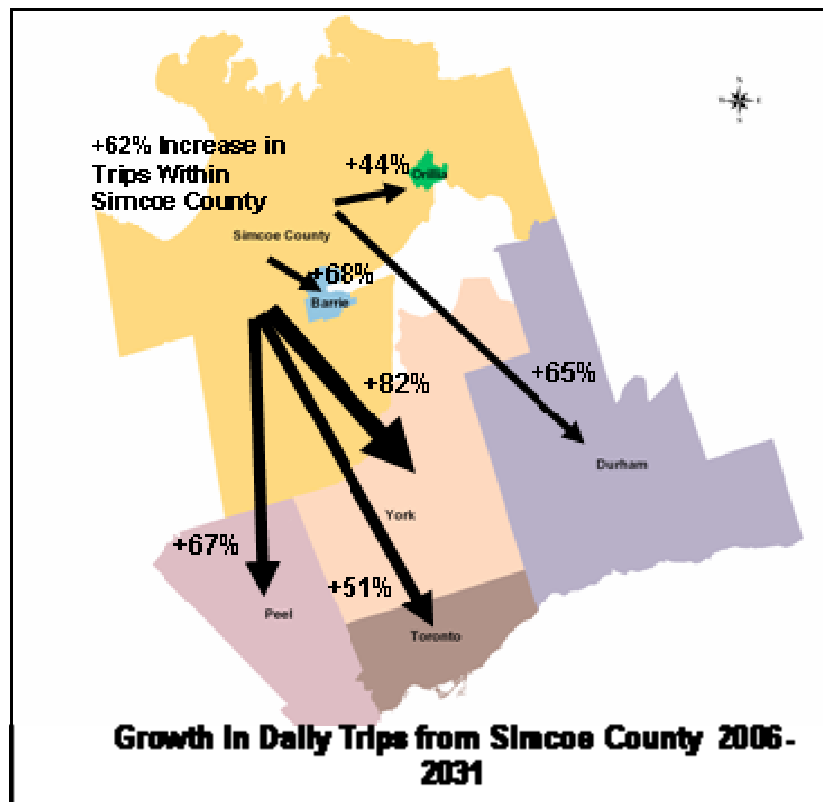 +62% Increase in
Trips Within
Simcoe County
+44%
Orillia
Simcoe County
+68%
Barrie
+82%
+65%
Durham
York
+67%
+51%
Peel
Toronto
Growth In Daily Trips from Simcoe County 2006-
2031